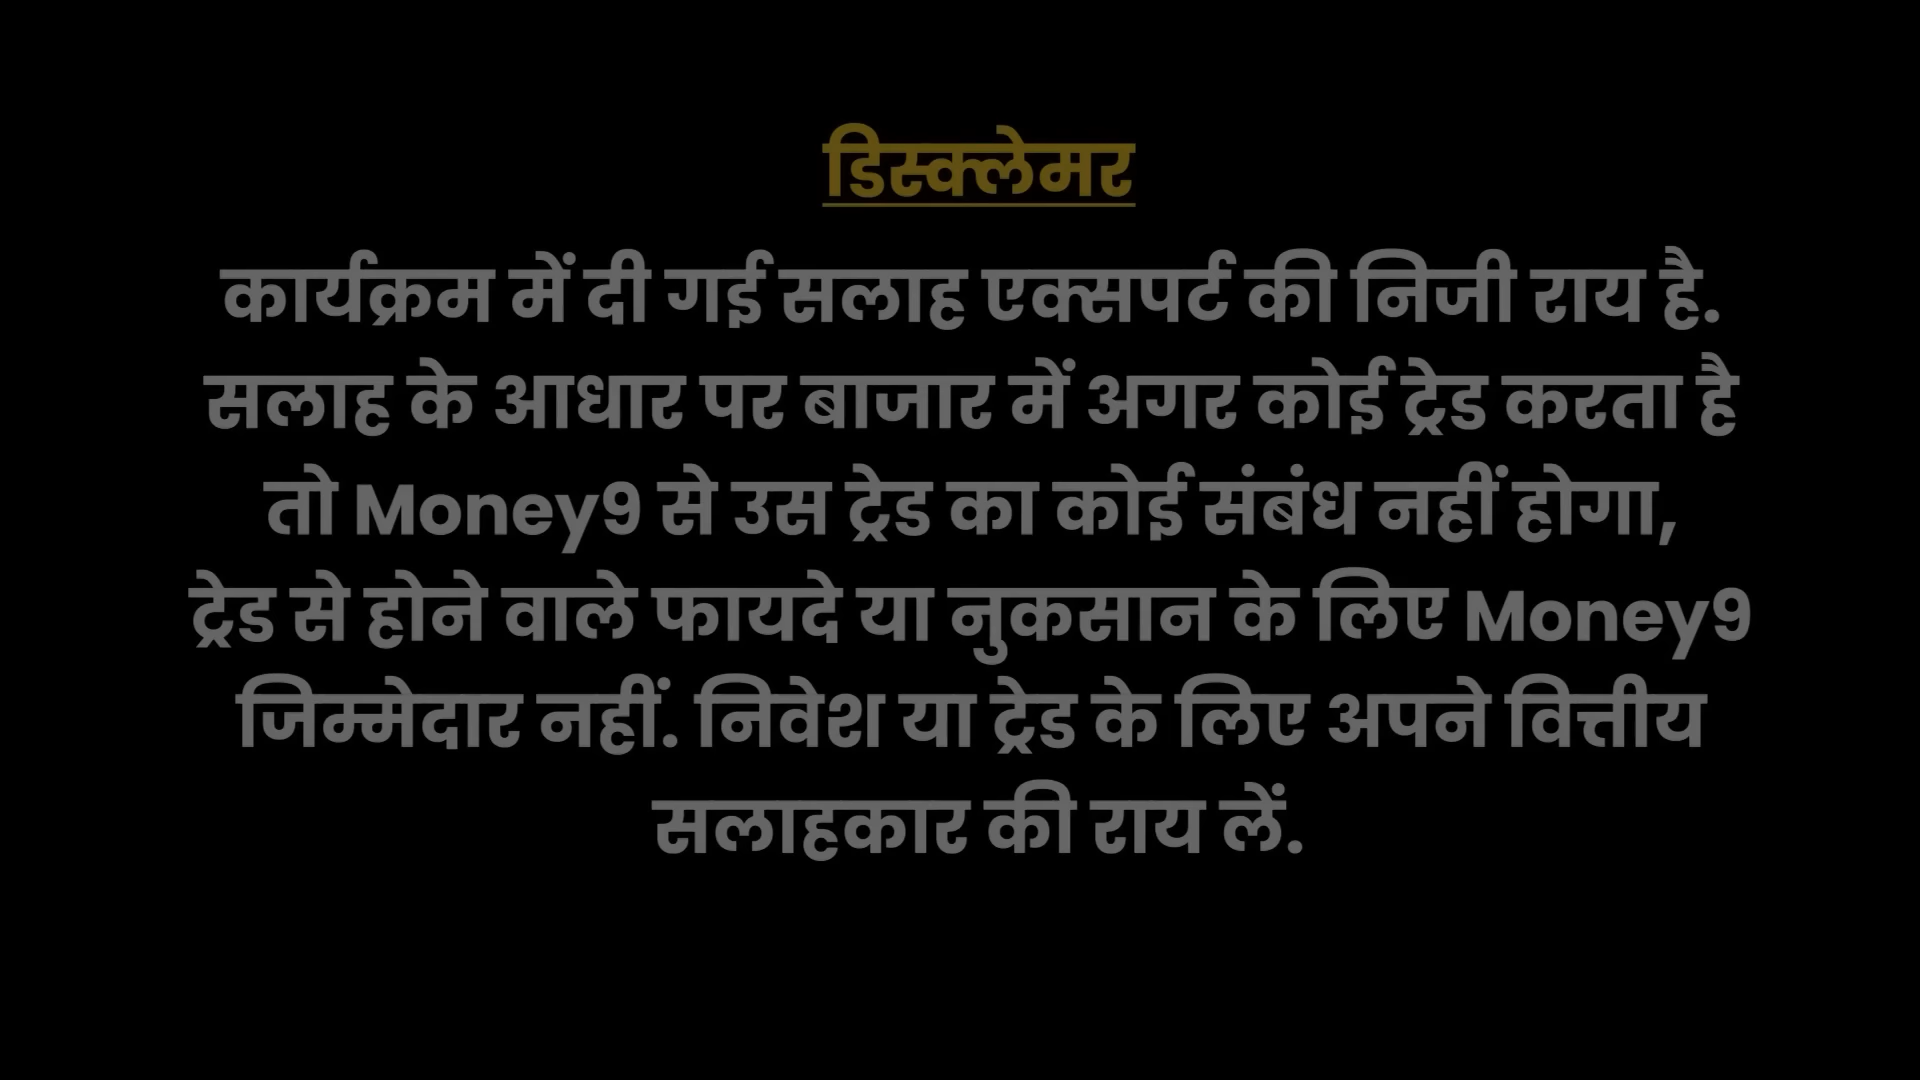 डिस्क्लेमर
कार्यक्रम में दी गई सलाह एक्सपर्ट की निजी राय है.
सलाह के आधार पर बाजार में अगर कोई ट्रेड करता है
तो Money9 से उस ट्रेड का कोई संबंध नहीं होगा,
ट्रेड से होने वाले फायदे या नुकसान के लिए Money9
जिम्मेदार नहीं. निवेश या ट्रेड के लिए अपने वित्तीय
सलाहकार की राय लें.